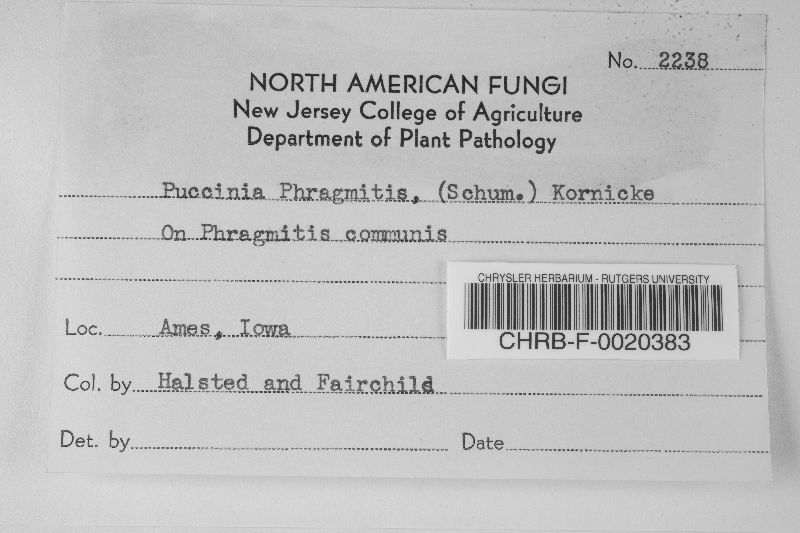 No. 2238
NORTH AMERICAN FUNGI
New Jersey College of Agriculture
Department of Plant Pathology
Puccinia Phragmitis, (Schum.) Kornicke
On Phragmitis communis
CHRYSLER HERBARIUM - RUTGERS UNIVERSITY
CHRB-F-0020383
Loc. Ames, Iowa
Col. by Halsted and Fairchild
Det. by
Date